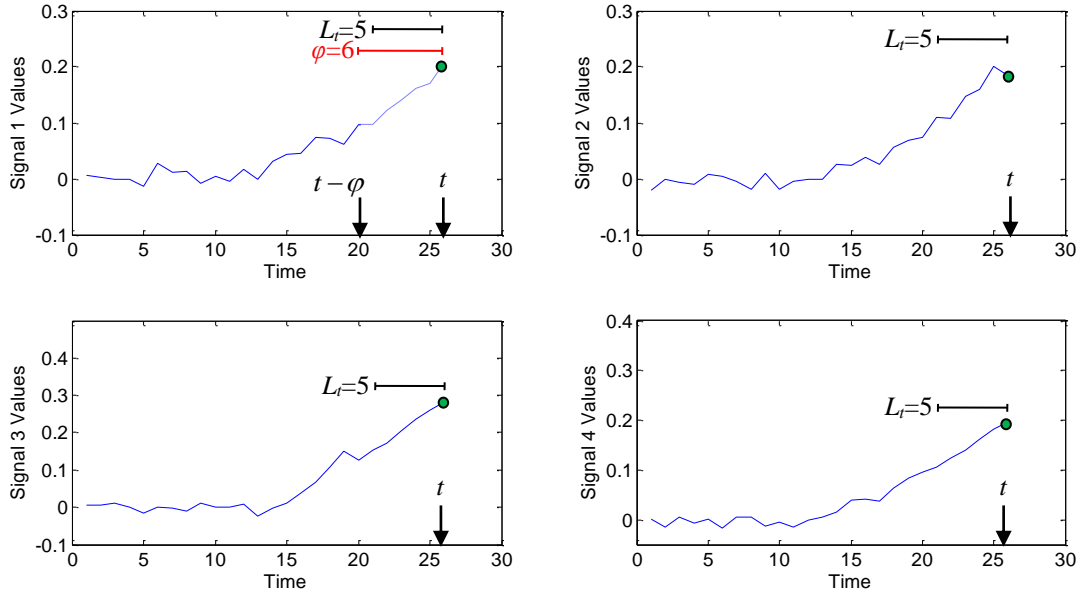 Lₜ=5
φ=6
0.3
0.2
0.1
0
-0.1
Signal 1 Values
t − φ
t
0 5 10 15 20 25 30
Time
Lₜ=5
0.3
0.2
0.1
0
-0.1
Signal 2 Values
t
0 5 10 15 20 25 30
Time
Lₜ=5
0.4
0.3
0.2
0.1
0
-0.1
Signal 3 Values
t
0 5 10 15 20 25 30
Time
0.4
0.3
Lₜ=5
0.2
0.1
0
Signal 4 Values
t
0 5 10 15 20 25 30
Time